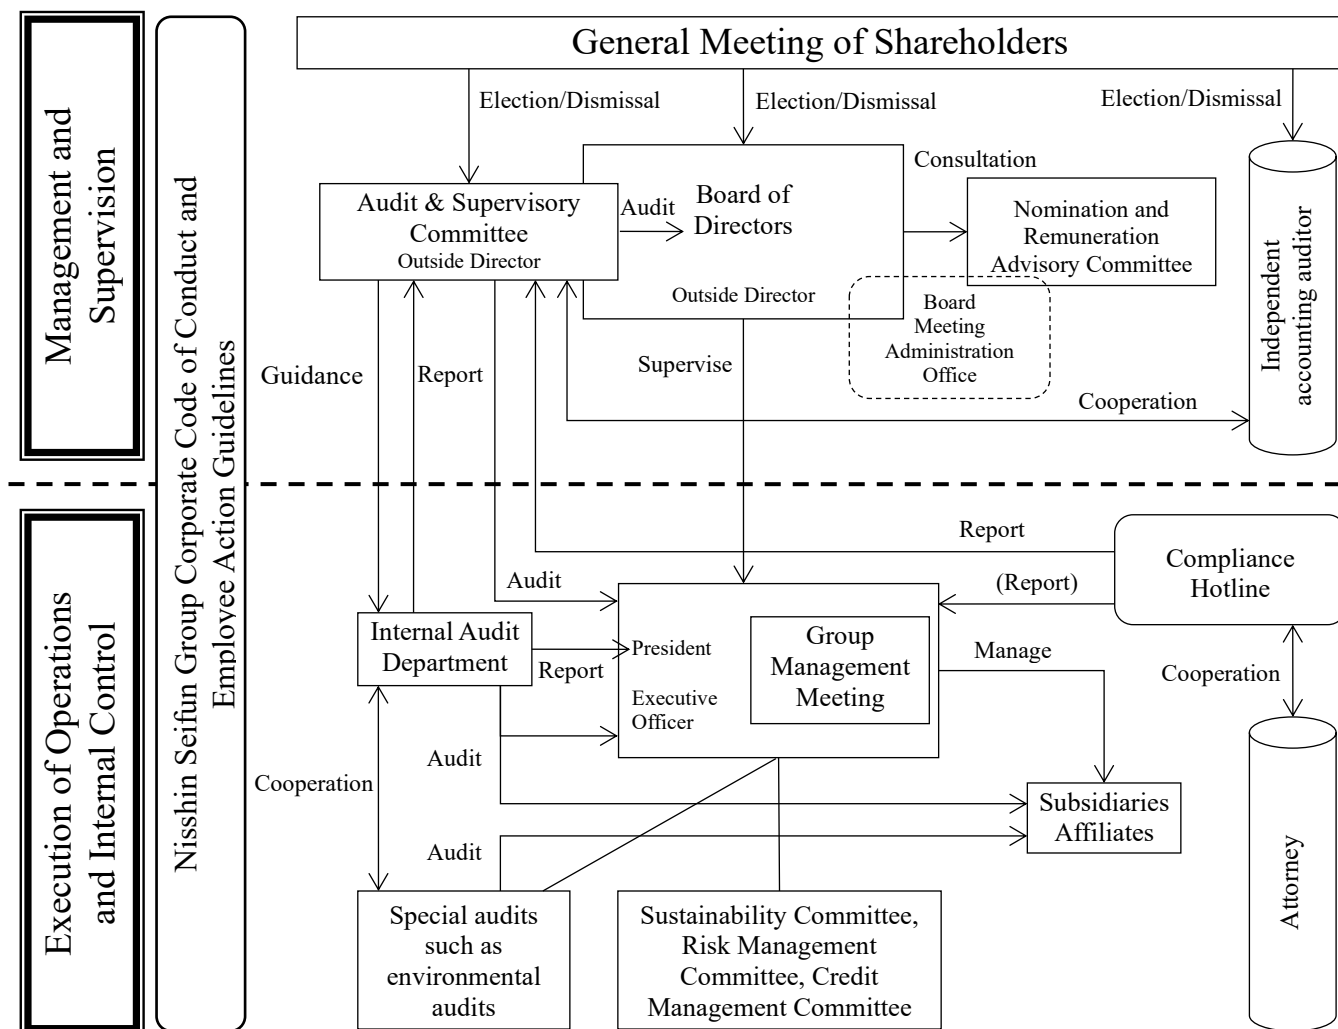 General Meeting of Shareholders
Management and
Supervision
Nisshin Seifun Group Corporate Code of Conduct and
Employee Action Guidelines
Election/Dismissal
Election/Dismissal
Election/Dismissal
Audit & Supervisory
Committee
Outside Director
Audit
Board of
Directors
Outside Director
Consultation
Nomination and
Remuneration
Advisory Committee
Board
Meeting
Administration
Office
Independent
accounting auditor
Guidance
Report
Supervise
Cooperation
Execution of Operations
and Internal Control
Report
Compliance
Hotline
(Report)
Audit
Internal Audit
Department
Report
President
Executive
Officer
Group
Management
Meeting
Manage
Cooperation
Audit
Cooperation
Subsidiaries
Affiliates
Audit
Attorney
Special audits
such as
environmental
audits
Sustainability Committee,
Risk Management
Committee, Credit
Management Committee